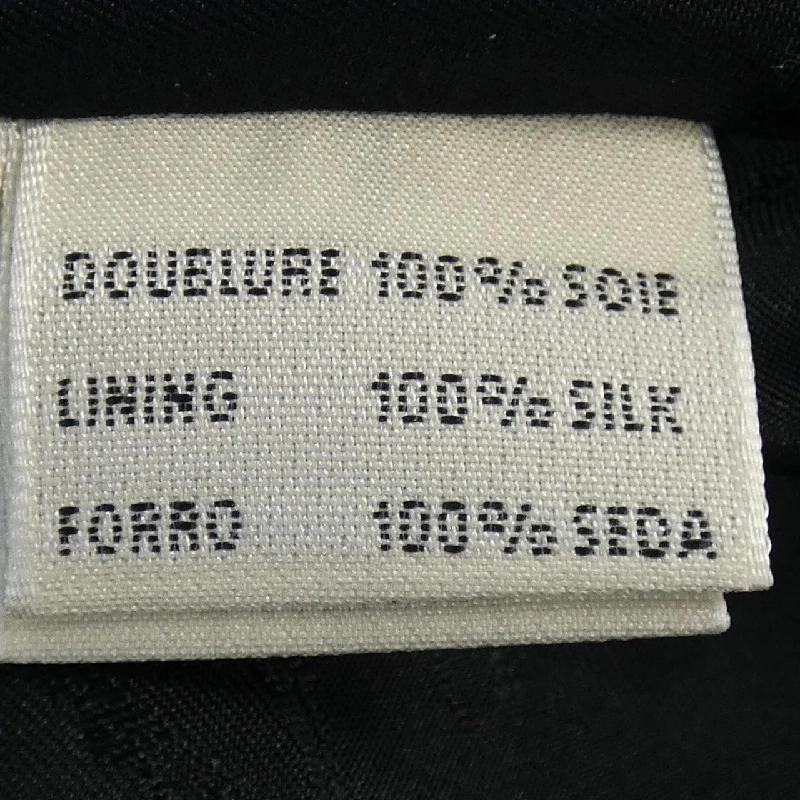 DOUBLURE 100% SOIE
LINING 100% SILK
FORRO 100% SEDA